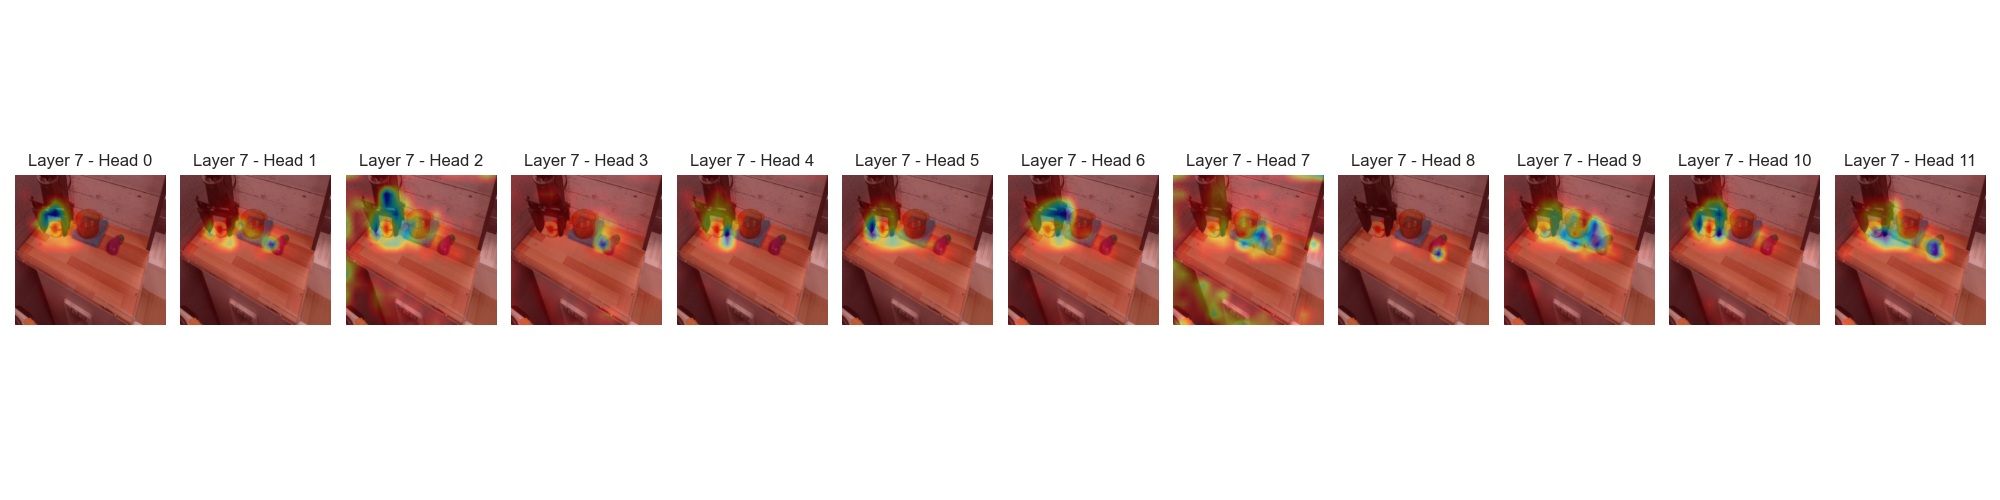 Layer 7 - Head 0
Layer 7 - Head 1
Layer 7 - Head 2
Layer 7 - Head 3
Layer 7 - Head 4
Layer 7 - Head 5
Layer 7 - Head 6
Layer 7 - Head 7
Layer 7 - Head 8
Layer 7 - Head 9
Layer 7 - Head 10
Layer 7 - Head 11